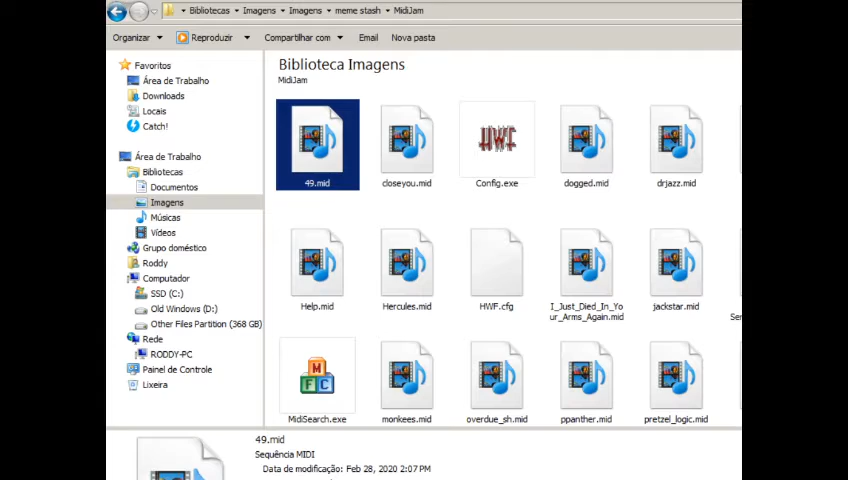 Bibliotecas ▸ Imagens ▸ Imagens ▸ meme stash ▸ MidiJam
Organizar Reproduzir Compartilhar com Email Nova pasta
Favoritos
Área de Trabalho
Downloads
Locais
Catch!
Área de Trabalho
Bibliotecas
Documentos
Imagens
Músicas
Vídeos
Grupo doméstico
Roddy
Computador
SSD (C:)
Old Windows (D:)
Other Files Partition (368 GB)
Rede
RODDY-PC
Painel de Controle
Lixeira
Biblioteca Imagens
MidiJam
HWF
49.mid closeyou.mid Config.exe dogged.mid drjazz.mid
Help.mid Hercules.mid HWF.cfg I_Just_Died_In_Yo jackstar.mid
ur_Arms_Again.mid Ser
M
F C
MidiSearch.exe monkees.mid overdue_sh.mid ppanther.mid pretzel_logic.mid
49.mid
Sequência MIDI
Data de modificação: Feb 28, 2020 2:07 PM